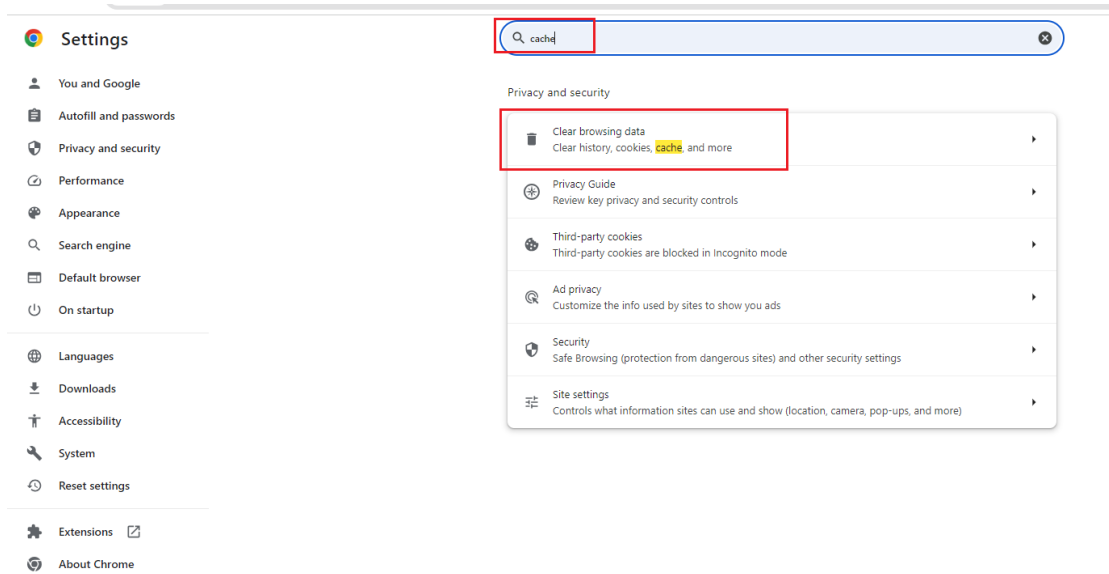 Settings
cache
You and Google
Autofill and passwords
Privacy and security
Performance
Appearance
Search engine
Default browser
On startup
Languages
Downloads
Accessibility
System
Reset settings
Extensions
About Chrome
Privacy and security
Clear browsing data
Clear history, cookies, cache, and more
Privacy Guide
Review key privacy and security controls
Third-party cookies
Third-party cookies are blocked in Incognito mode
Ad privacy
Customize the info used by sites to show you ads
Security
Safe Browsing (protection from dangerous sites) and other security settings
Site settings
Controls what information sites can use and show (location, camera, pop-ups, and more)